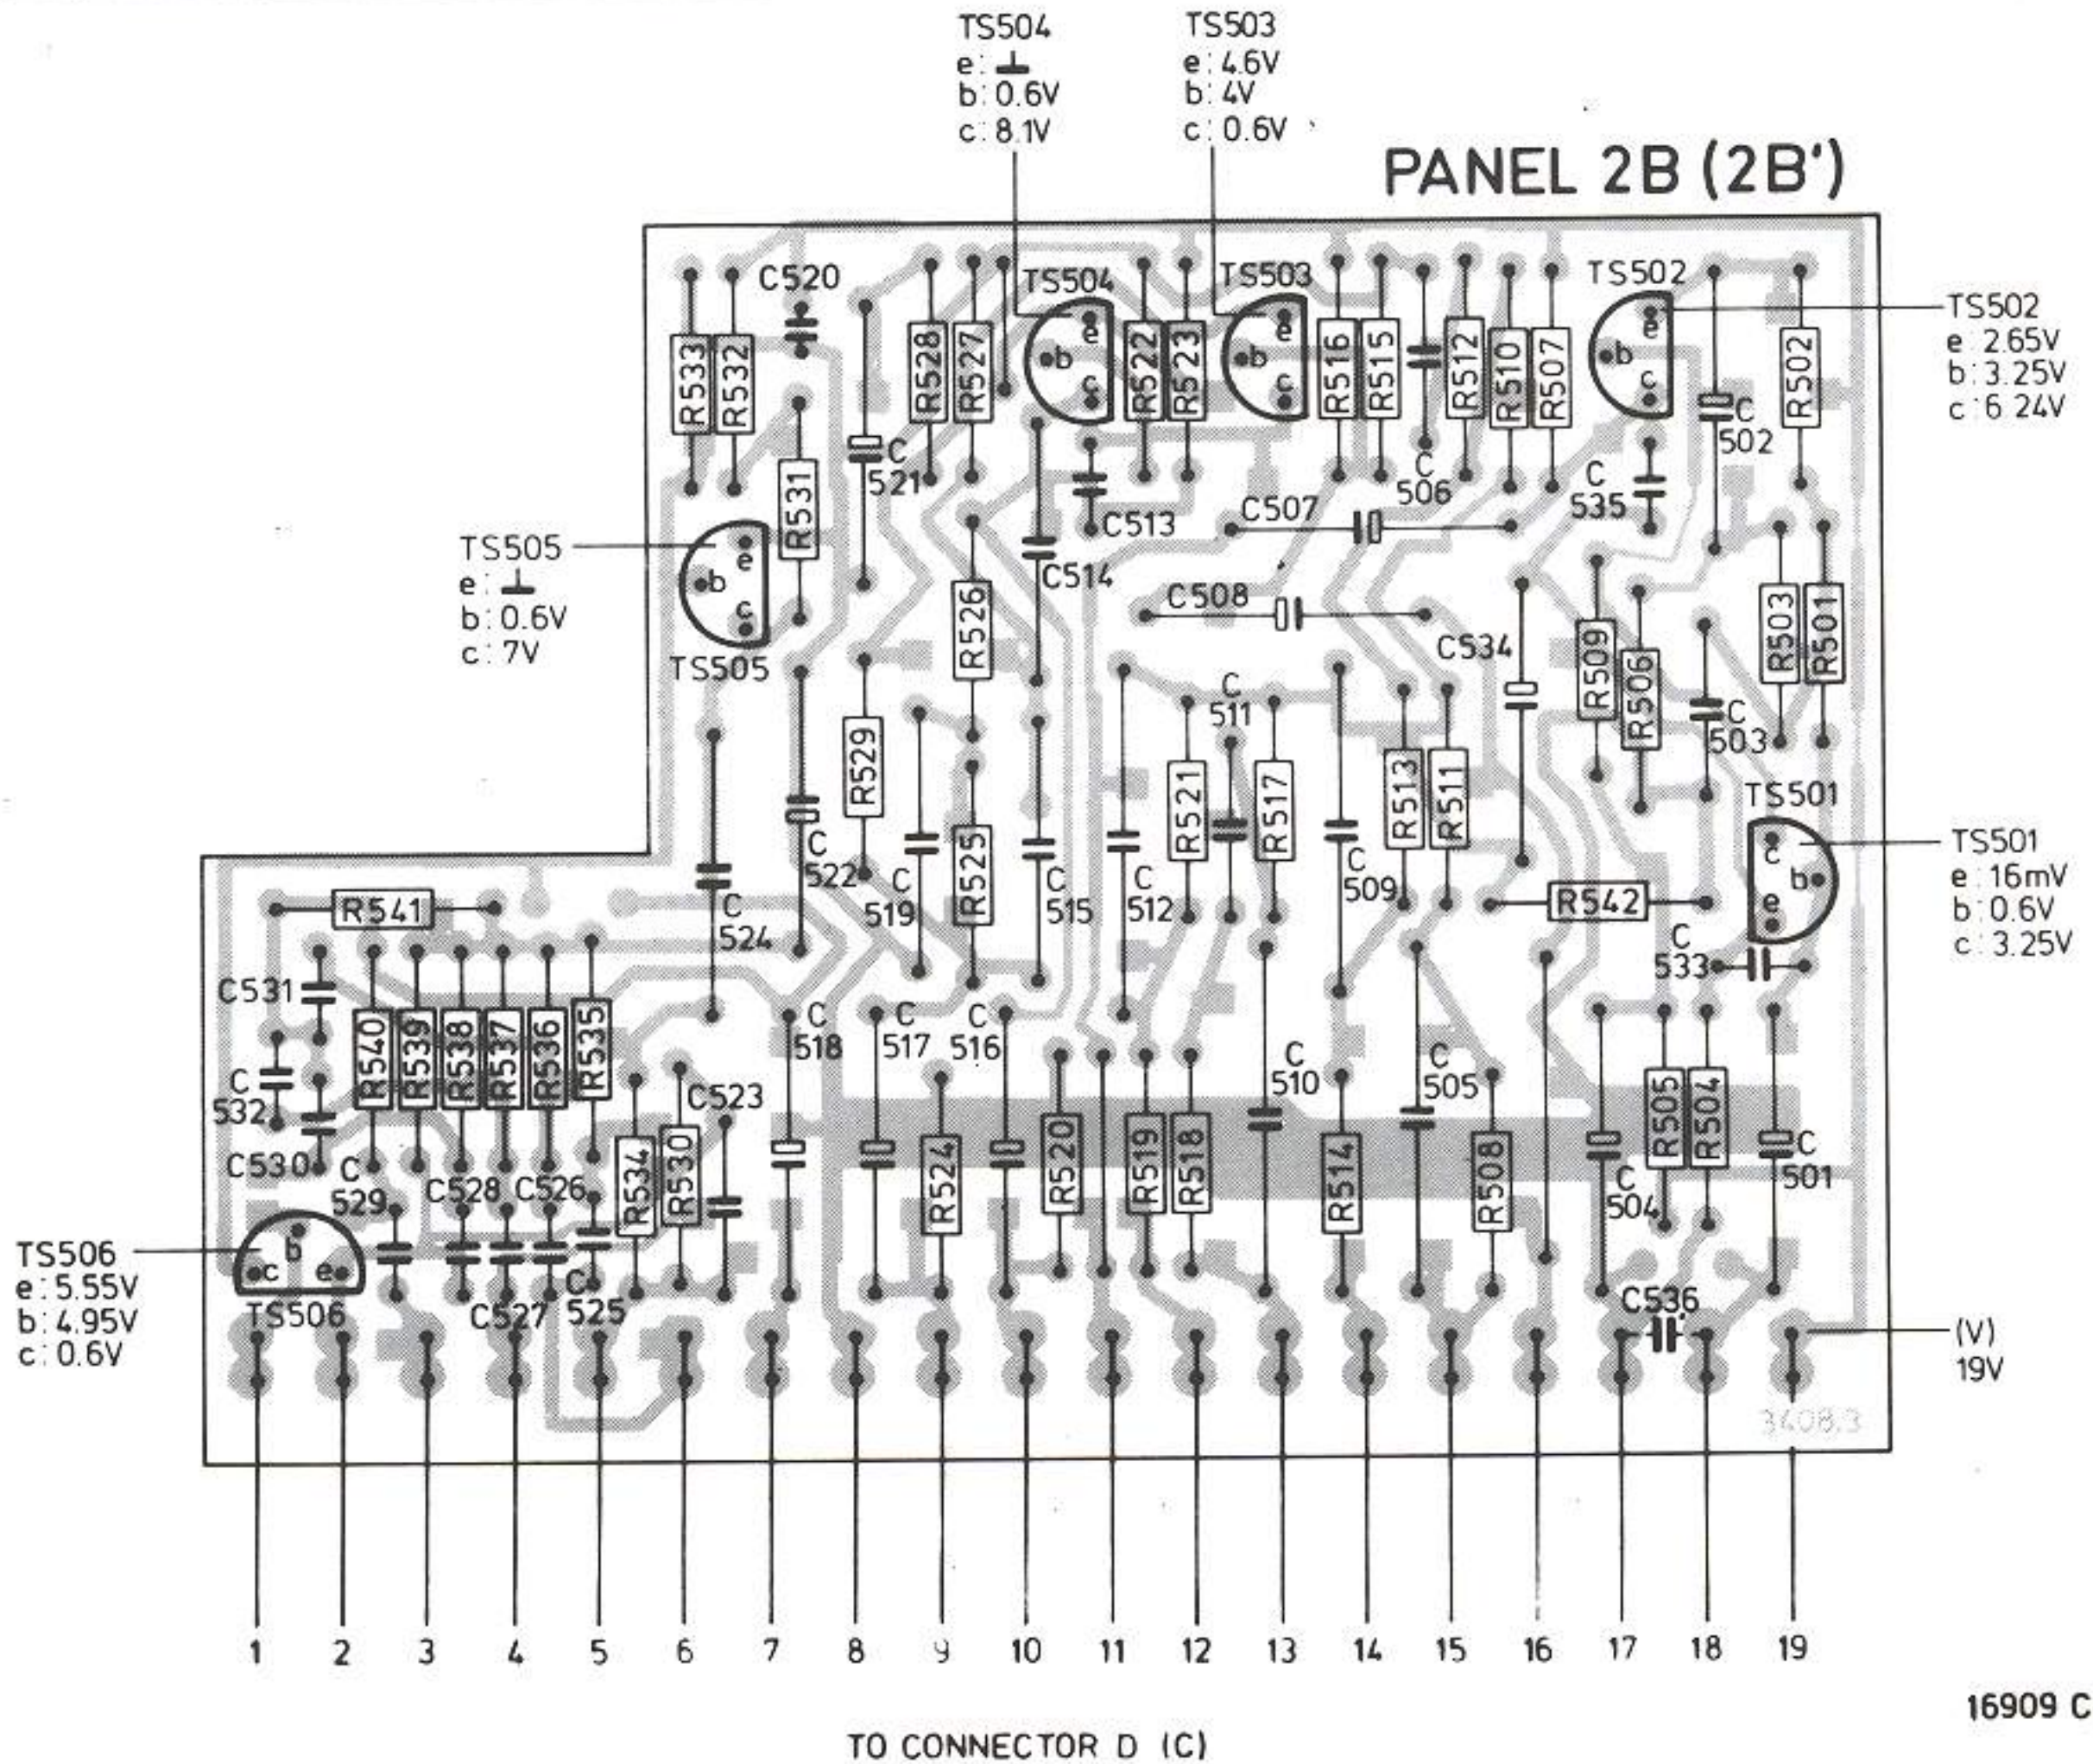 TS504
e: ⊥
b: 0.6V
c: 8.1V
TS503
e: 4.6V
b: 4V
c: 0.6V
PANEL 2B (2B')
C520
TS504
e
b
c
TS503
e
b
c
TS502
e
b
c
TS502
e: 2.65V
b: 3.25V
c: 6 24V
R533
R532
R528
R527
R522
R523
R516
R515
R512
R510
R507
R502
C
502
C
521
R531
C
506
C
535
C507
C513
C514
TS505
e: ⊥
b: 0.6V
c: 7V
e
b
c
TS505
C508
R526
C534
R509
R506
R503
R501
C
503
C
511
R529
R521
R517
R513
R511
TS501
c
b
e
TS501
e: 16mV
b: 0.6V
c: 3.25V
C
522
C
519
R525
C
515
C
512
C
509
R542
R541
C
524
C
533
C531
R540
R539
R538
R537
R536
R535
C
518
C
517
C
516
C
510
C
505
R505
R504
C
532
C523
C530
C
529
C528
C526
R534
R530
R524
R520
R519
R518
R514
R508
C
504
C
501
TS506
e: 5.55V
b: 4.95V
c: 0.6V
b
c
e
TS506
C527
C
525
C536
(V)
19V
3408,3
1 2 3 4 5 6 7 8 9 10 11 12 13 14 15 16 17 18 19
16909 C
TO CONNECTOR D (C)